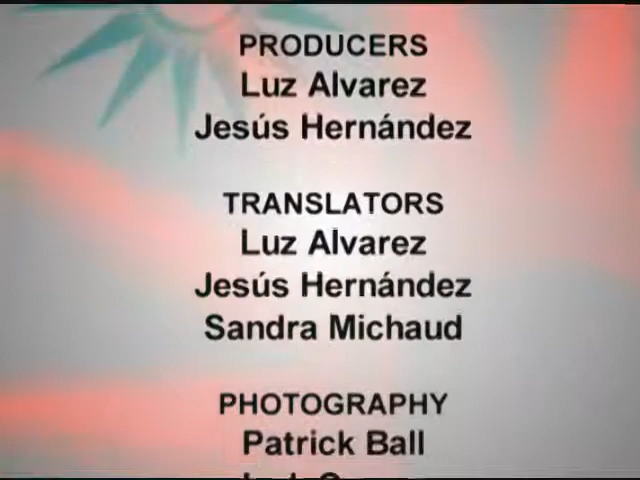 PRODUCERS
Luz Alvarez
Jesús Hernández
TRANSLATORS
Luz Alvarez
Jesús Hernández
Sandra Michaud
PHOTOGRAPHY
Patrick Ball